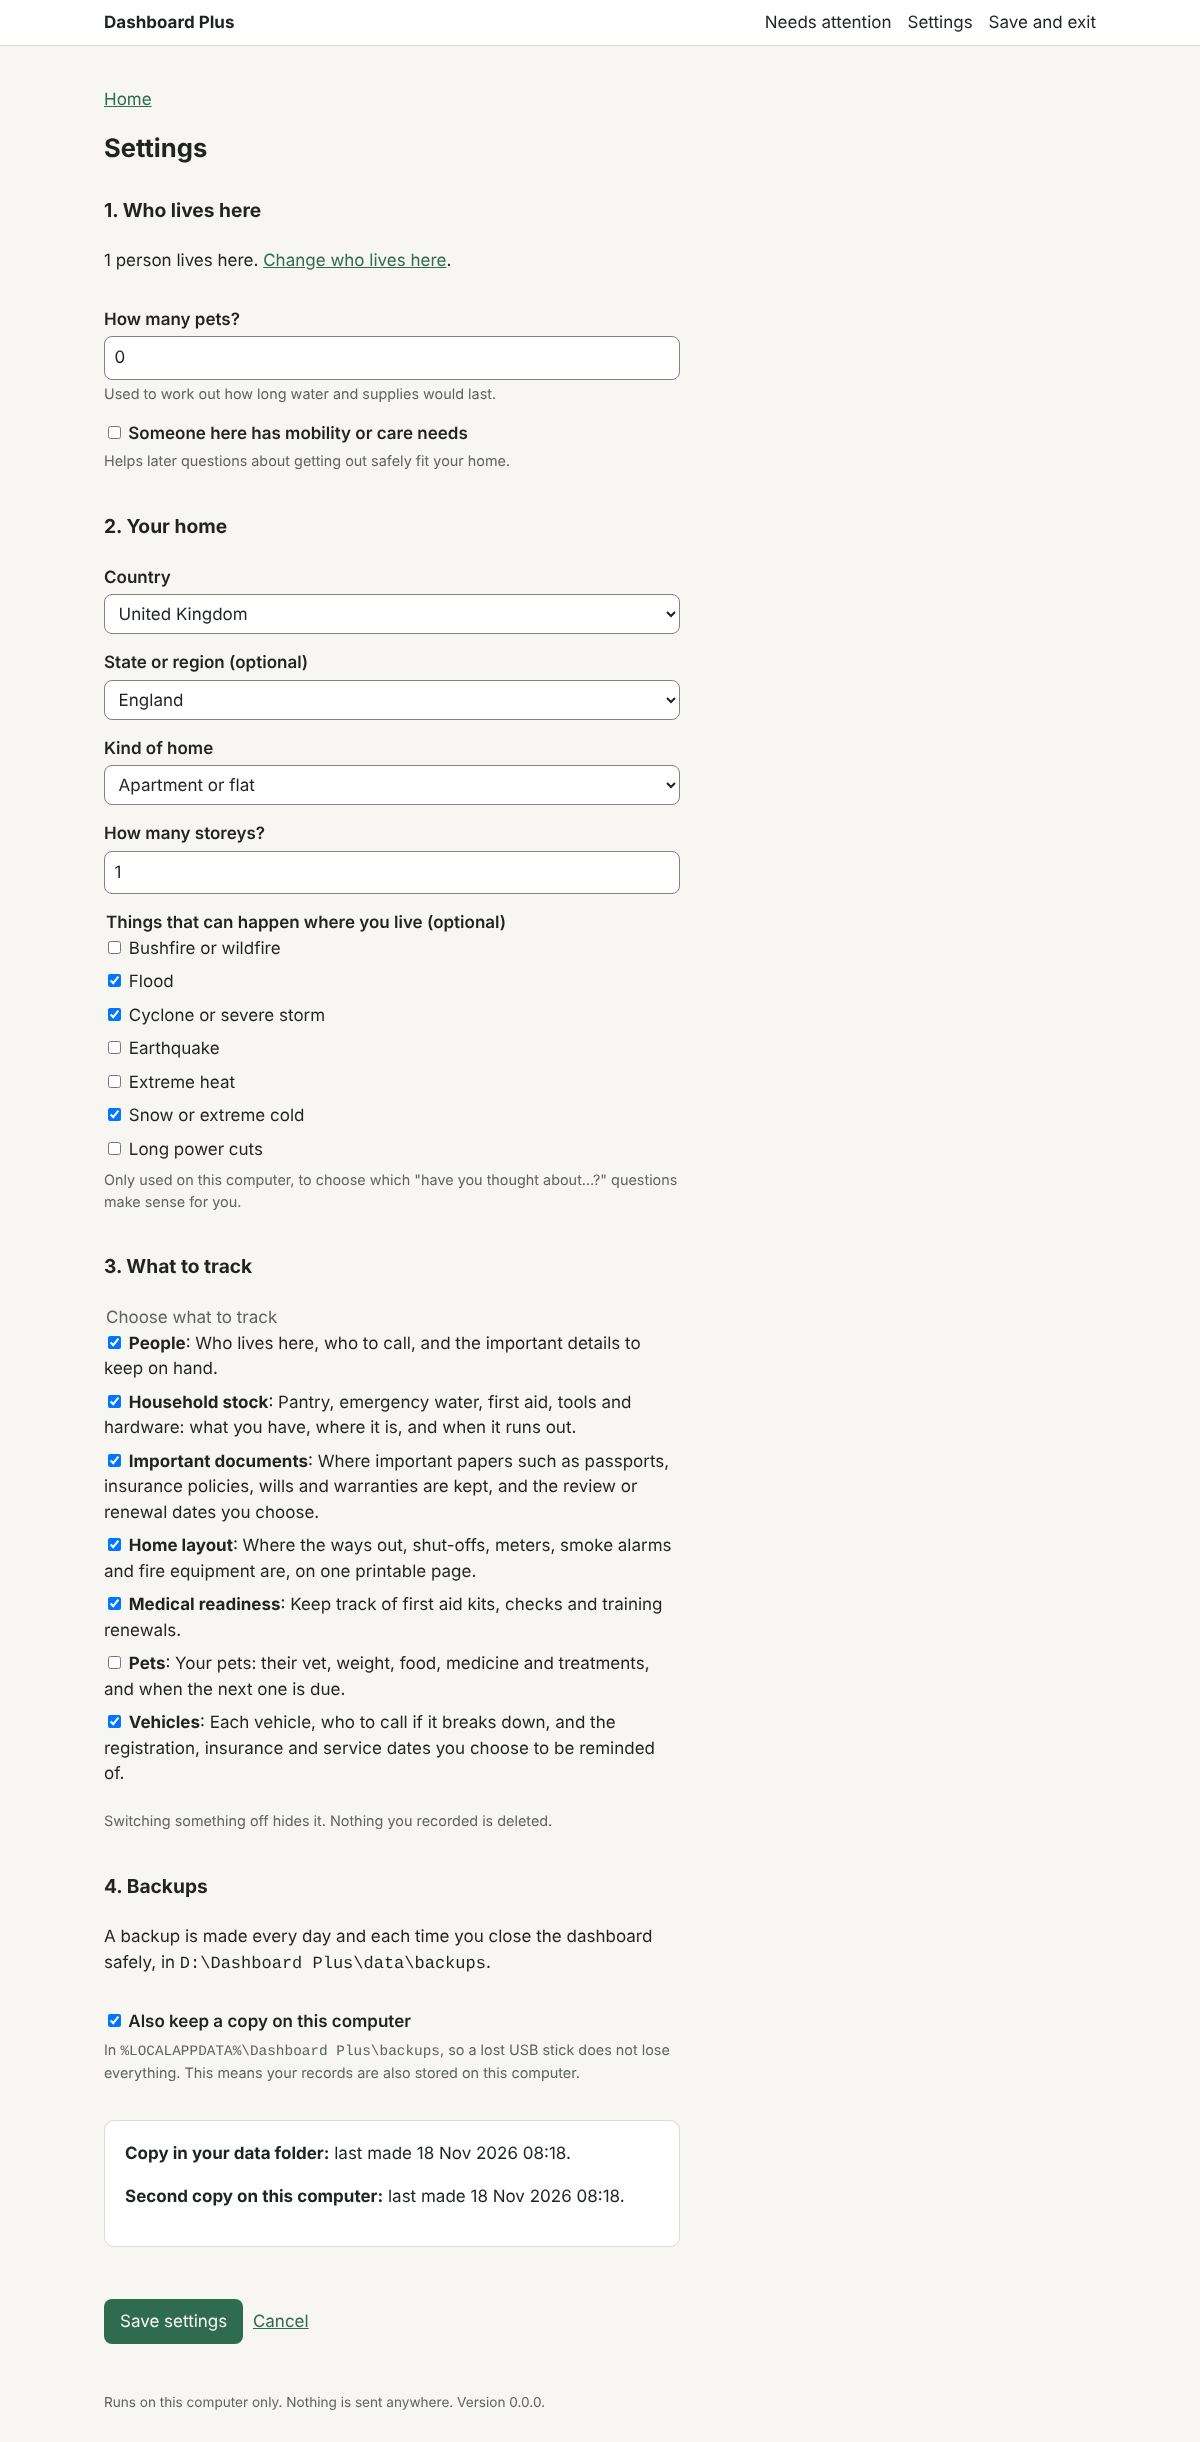 Dashboard Plus
Needs attention Settings Save and exit
Home
Settings
1. Who lives here
1 person lives here. Change who lives here.
How many pets?
0
Used to work out how long water and supplies would last.
Someone here has mobility or care needs
Helps later questions about getting out safely fit your home.
2. Your home
Country
United Kingdom
State or region (optional)
England
Kind of home
Apartment or flat
How many storeys?
1
Things that can happen where you live (optional)
Bushfire or wildfire
Flood
Cyclone or severe storm
Earthquake
Extreme heat
Snow or extreme cold
Long power cuts
Only used on this computer, to choose which "have you thought about...?" questions
make sense for you.
3. What to track
Choose what to track
People: Who lives here, who to call, and the important details to
keep on hand.
Household stock: Pantry, emergency water, first aid, tools and
hardware: what you have, where it is, and when it runs out.
Important documents: Where important papers such as passports,
insurance policies, wills and warranties are kept, and the review or
renewal dates you choose.
Home layout: Where the ways out, shut-offs, meters, smoke alarms
and fire equipment are, on one printable page.
Medical readiness: Keep track of first aid kits, checks and training
renewals.
Pets: Your pets: their vet, weight, food, medicine and treatments,
and when the next one is due.
Vehicles: Each vehicle, who to call if it breaks down, and the
registration, insurance and service dates you choose to be reminded
of.
Switching something off hides it. Nothing you recorded is deleted.
4. Backups
A backup is made every day and each time you close the dashboard
safely, in D:\Dashboard Plus\data\backups.
Also keep a copy on this computer
In %LOCALAPPDATA%\Dashboard Plus\backups, so a lost USB stick does not lose
everything. This means your records are also stored on this computer.
Copy in your data folder: last made 18 Nov 2026 08:18.
Second copy on this computer: last made 18 Nov 2026 08:18.
Save settings Cancel
Runs on this computer only. Nothing is sent anywhere. Version 0.0.0.